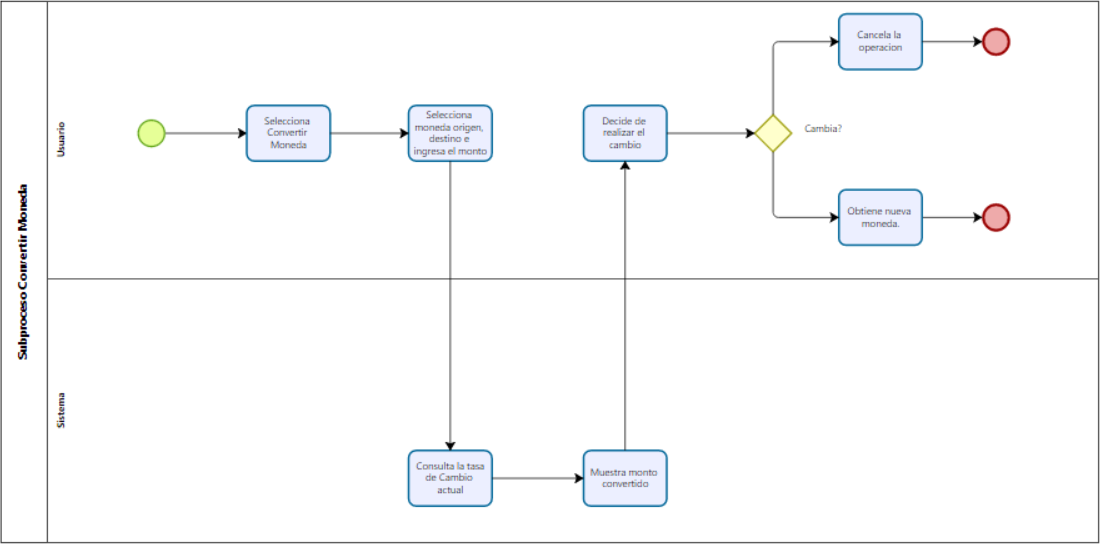 Subproceso Convertir Moneda
Usuario
Selecciona
Convertir
Moneda
Selecciona
moneda origen,
destino e
ingresa el monto
Decide de
realizar el
cambio
Cambia?
Cancela la
operacion
Obtiene nueva
moneda.
Sistema
Consulta la tasa
de Cambio
actual
Muestra monto
convertido